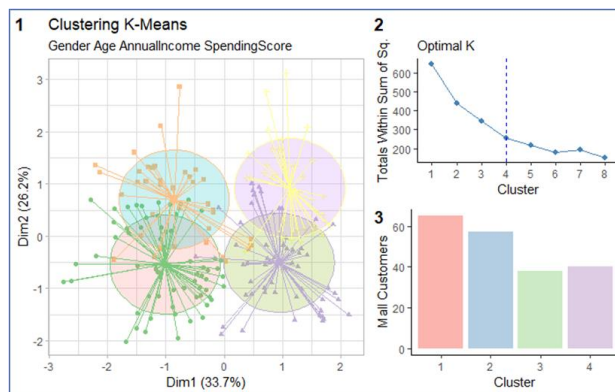 1
Clustering K-Means
Gender Age AnnualIncome SpendingScore
Dim2 (26.2%)
3
2
1
0
-1
-2
-3 -2 -1 0 1 2
Dim1 (33.7%)
2
Optimal K
Totals Within Sum of Sq.
600
500
400
300
200
1 2 3 4 5 6 7 8
Cluster
3
Mall Customers
60
40
20
0
1 2 3 4
Cluster